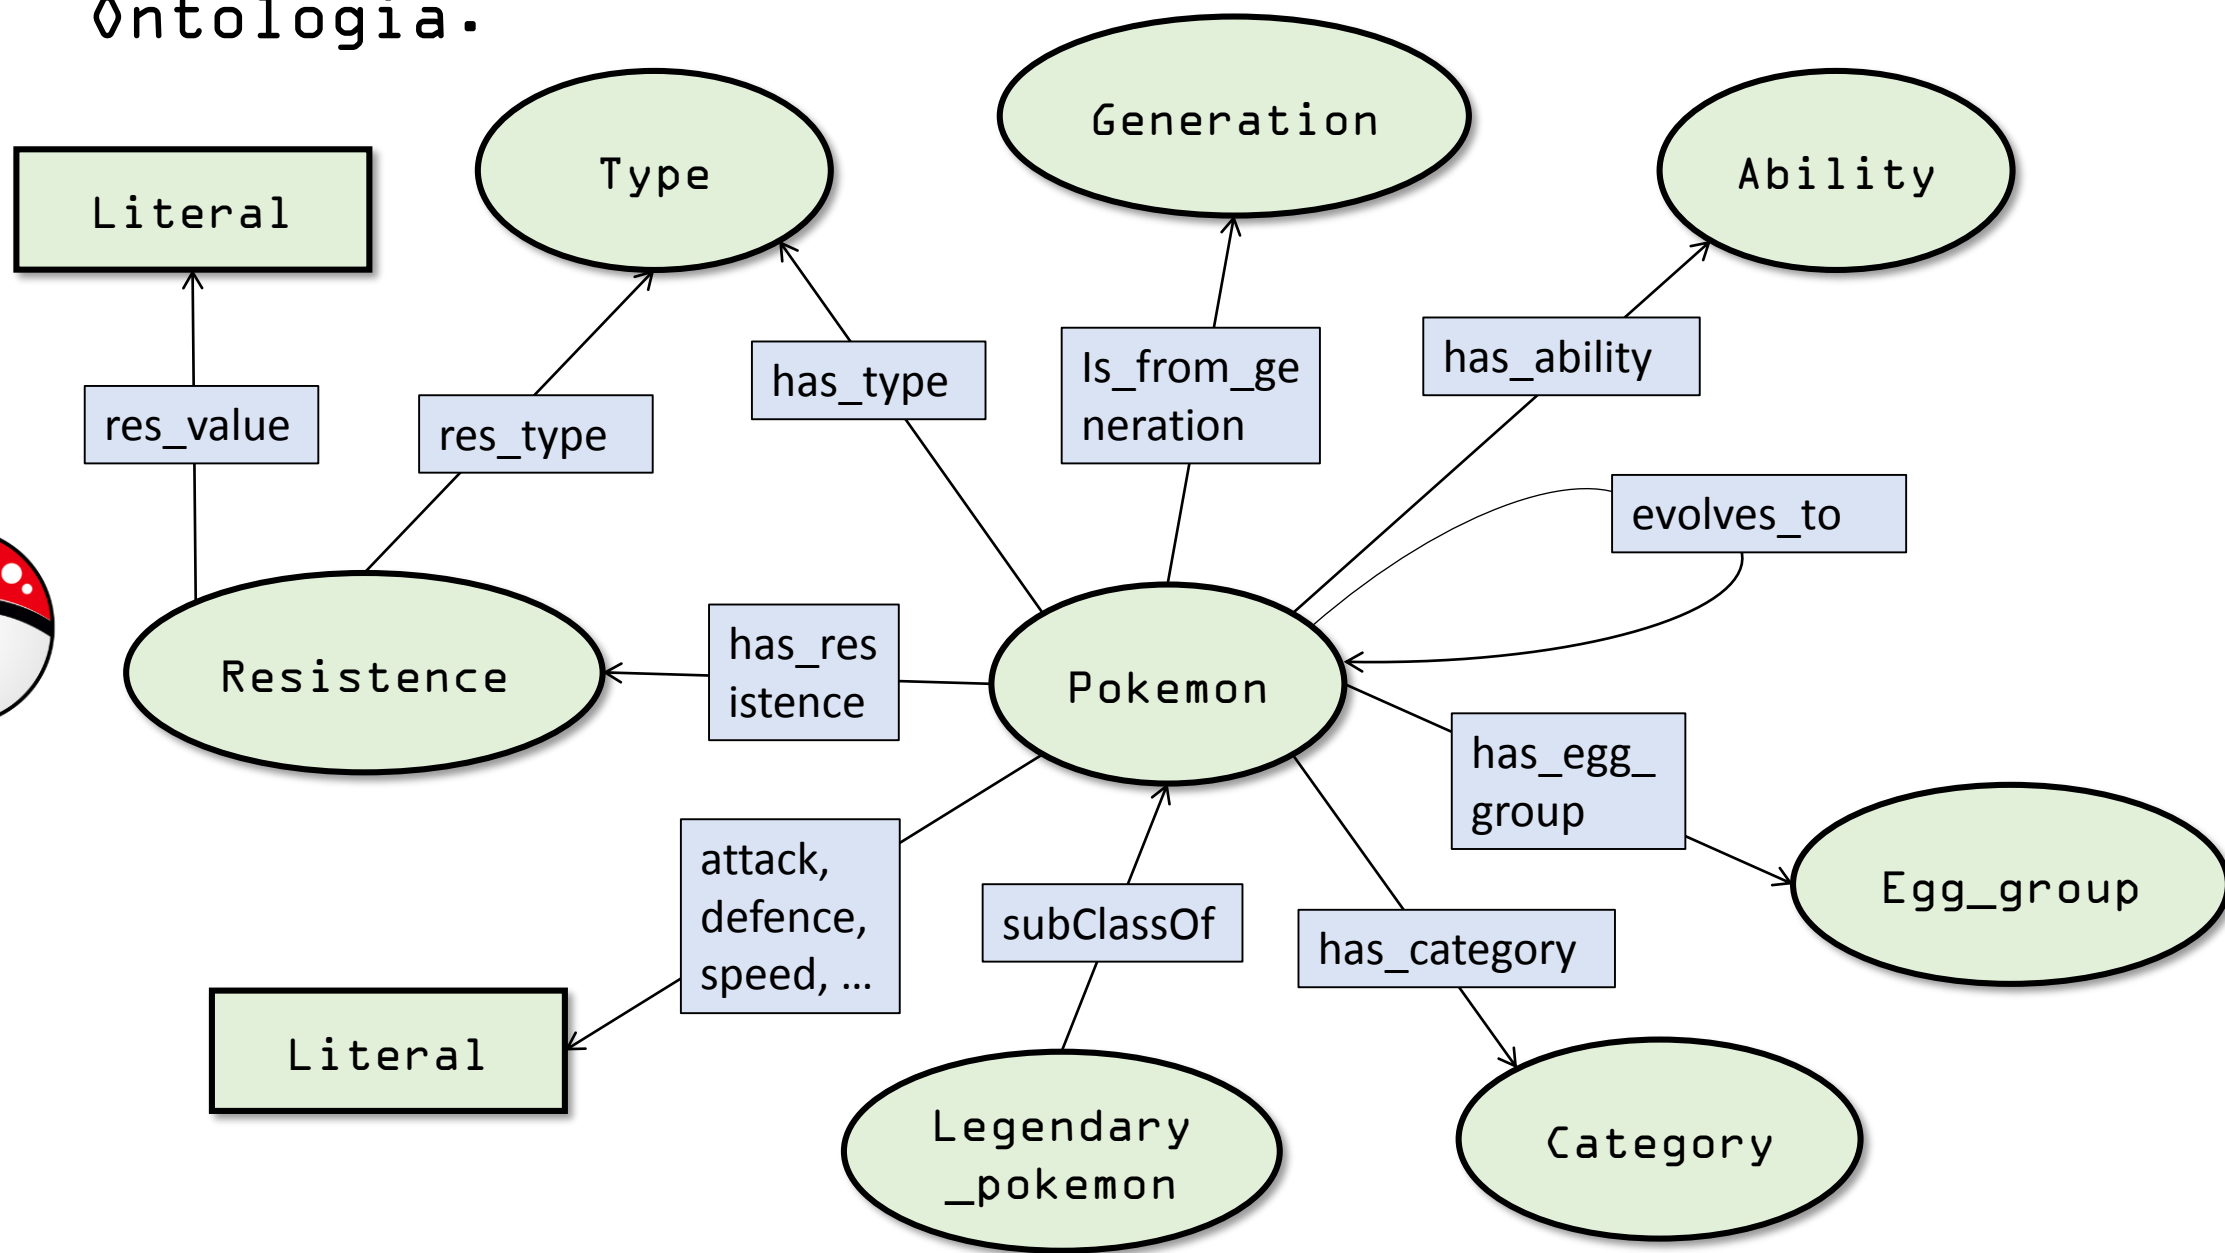 Ontologia.
Generation
Type
Ability
Literal
has_type
Is_from_ge
neration
has_ability
res_value
res_type
evolves_to
Resistence
has_res
istence
Pokemon
has_egg_
group
attack,
defence,
speed, ...
subClassOf
has_category
Egg_group
Literal
Legendary
_pokemon
Category